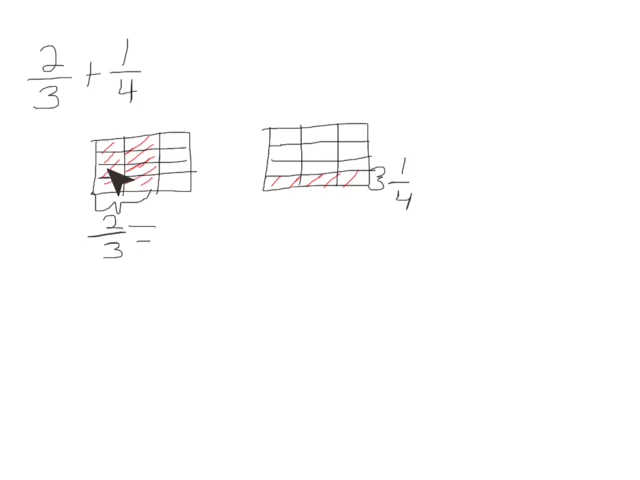 2/3 + 1/4
1/4
2/3 =